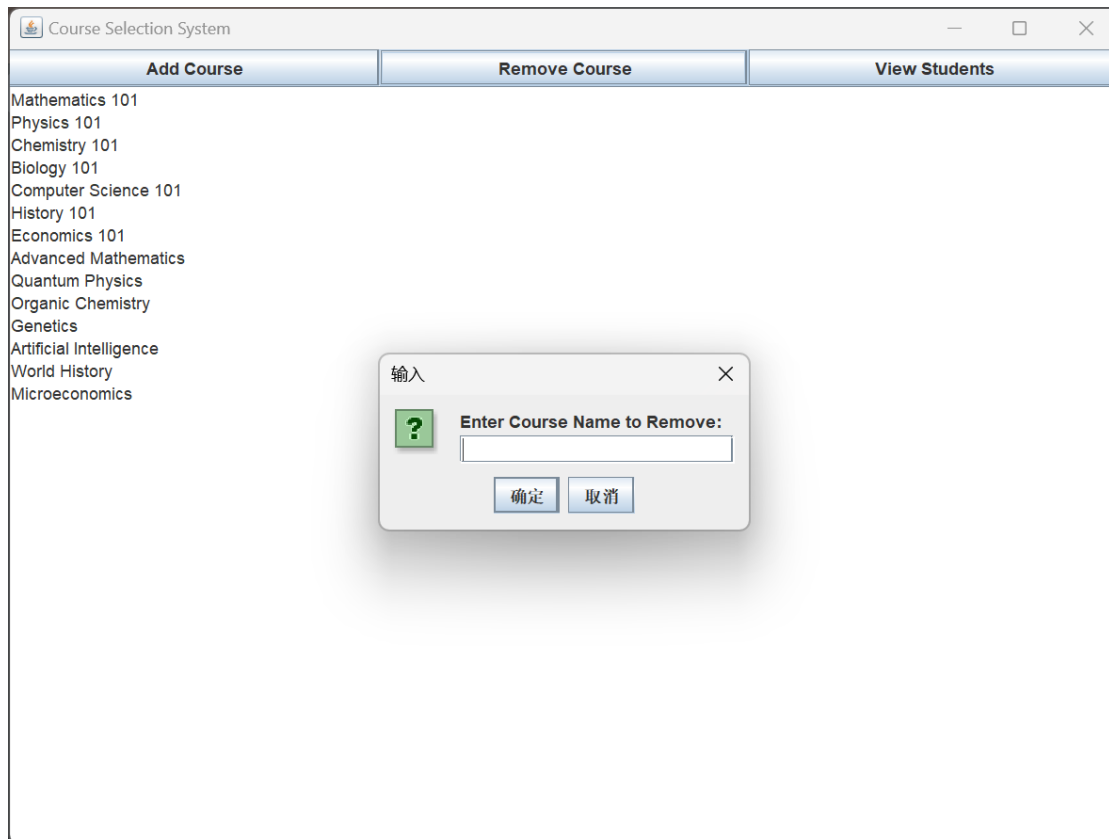 Course Selection System
Add Course Remove Course View Students
Mathematics 101
Physics 101
Chemistry 101
Biology 101
Computer Science 101
History 101
Economics 101
Advanced Mathematics
Quantum Physics
Organic Chemistry
Genetics
Artificial Intelligence
World History
Microeconomics
输入
?
Enter Course Name to Remove:
确定 取消